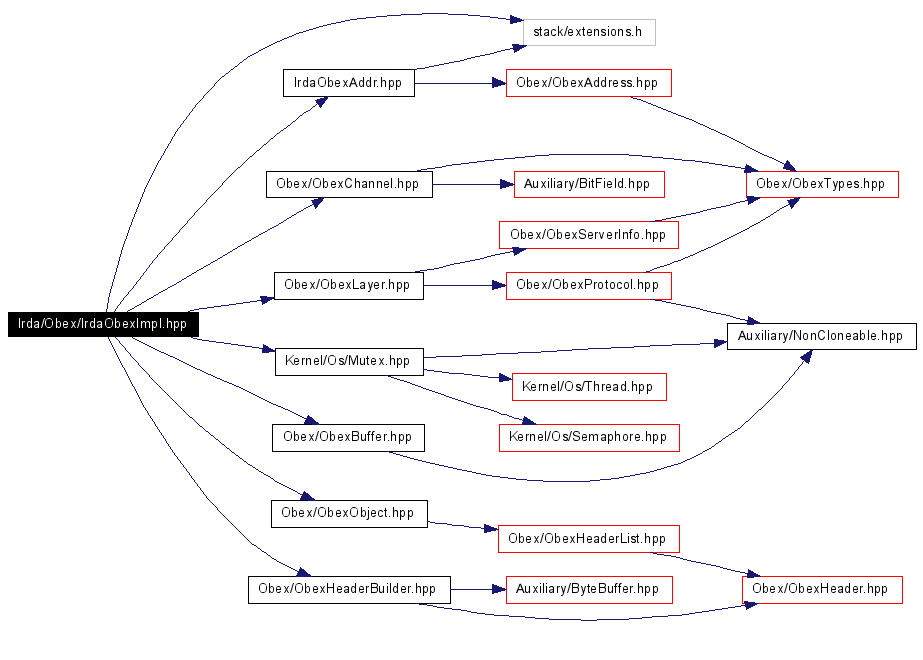 stack/extensions.h
IrdaObexAddr.hpp
Obex/ObexAddress.hpp
Obex/ObexChannel.hpp
Auxiliary/BitField.hpp
Obex/ObexTypes.hpp
Obex/ObexServerInfo.hpp
Obex/ObexLayer.hpp
Obex/ObexProtocol.hpp
Irda/Obex/IrdaObexImpl.hpp
Auxiliary/NonCloneable.hpp
Kernel/Os/Mutex.hpp
Kernel/Os/Thread.hpp
Obex/ObexBuffer.hpp
Kernel/Os/Semaphore.hpp
Obex/ObexObject.hpp
Obex/ObexHeaderList.hpp
Obex/ObexHeaderBuilder.hpp
Auxiliary/ByteBuffer.hpp
Obex/ObexHeader.hpp